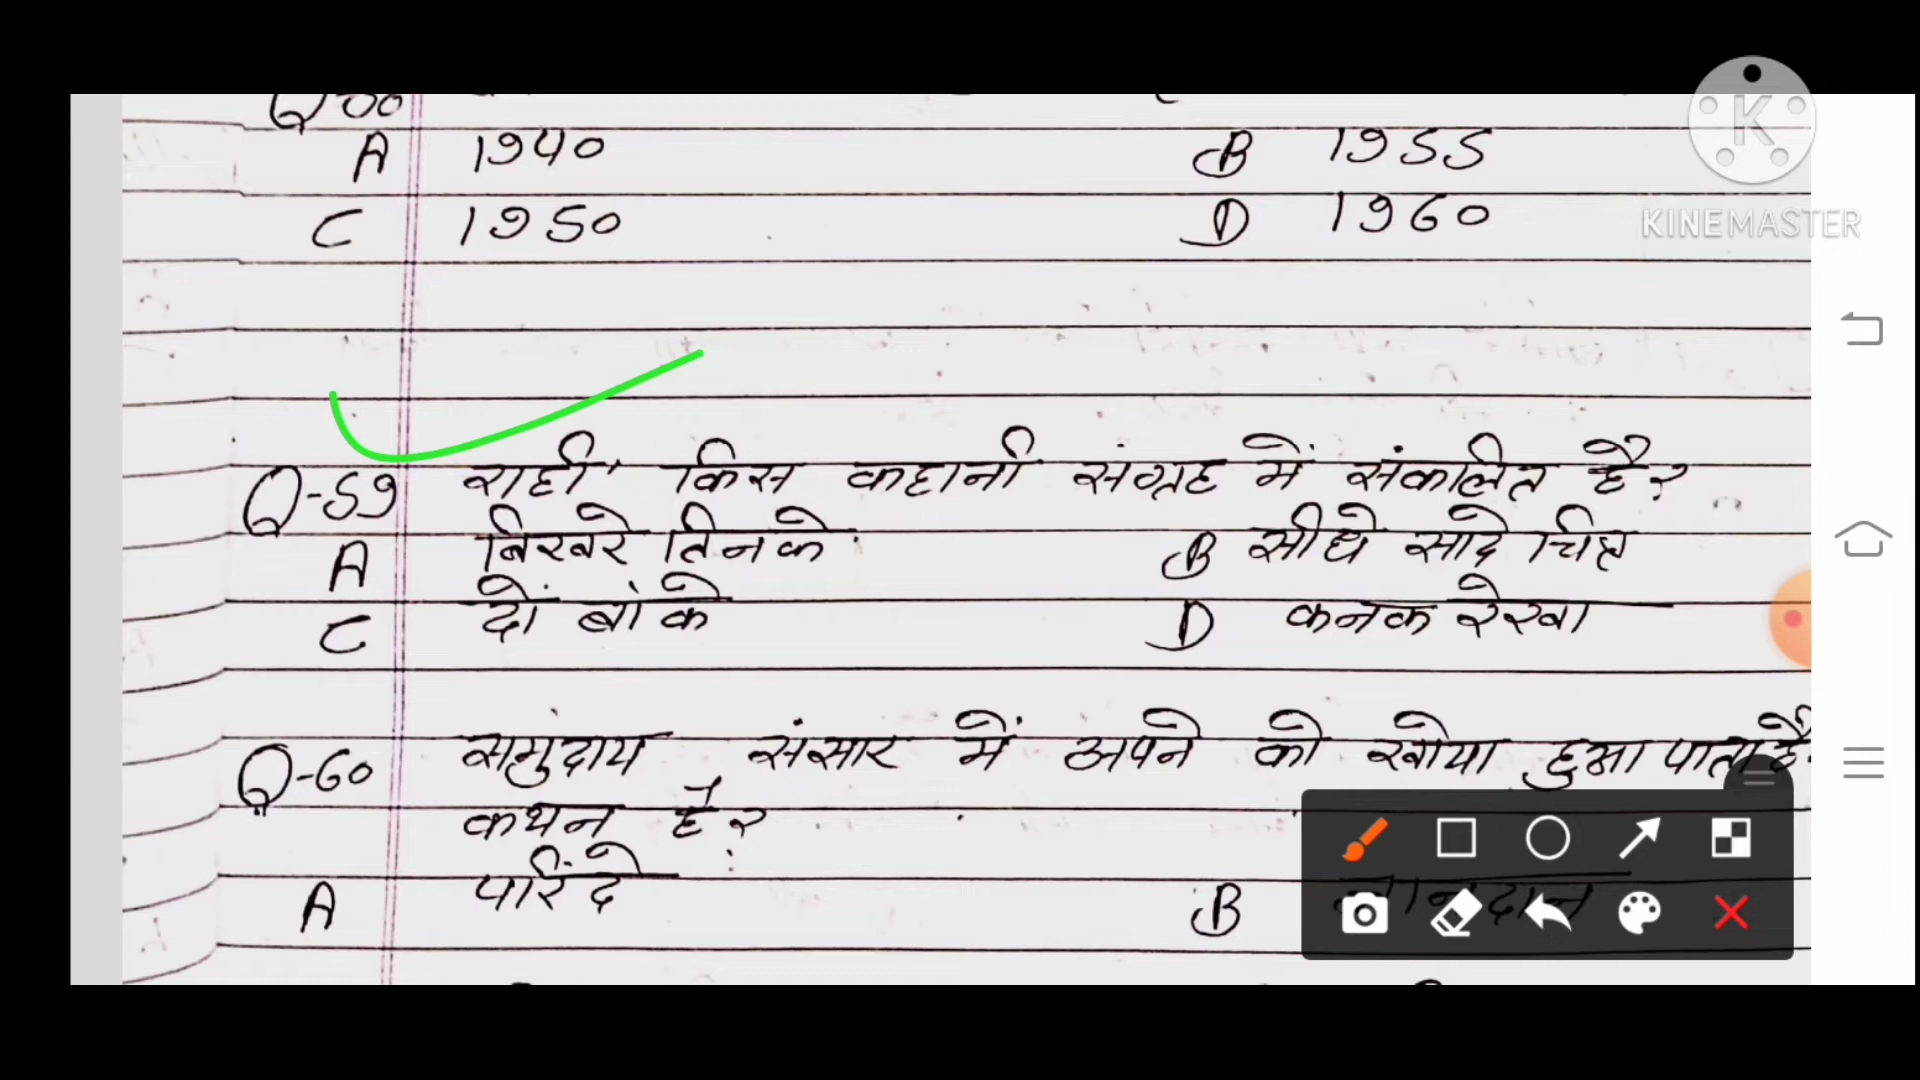 A 1940 B 1955
C 1950 D 1960
KINEMASTER
Q-59 राही' किस कहानी संग्रह में संकलित है?
A बिखरे तिनके B सीधे सादे चित्र
C दों बांके D कनक रेखा
Q-60 समुदाय संसार में अपने को खोया हुआ पाता है
कथन है?
A परिंदे B